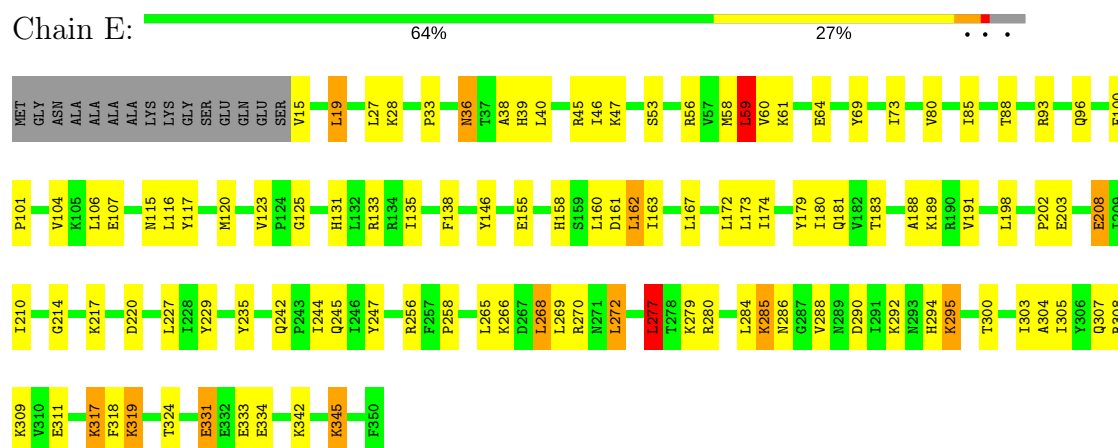 Chain E:
64% 27% • • •
MET GLY ASN ALA ALA ALA ALA LYS LYS GLY SER GLU GLN GLU SER V15 L19 L27 K28 P33 N36 T37 A38 H39 L40 R45 I46 K47 S53 R56 V57 M58 L59 V60 K61 E64 Y69 I73 V80 I85 T88 R93 Q96
P101 V104 K105 L106 E107 N115 L116 Y117 M120 V123 P124 G125 H131 L132 R133 R134 I135 F138 Y146 E155 H158 S159 L160 D161 L162 I163 L167 L172 L173 I174 Y179 I180 Q181 V182 T183 A188 K189 R190 V191 L198 P202 E203 E208
I210 G214 K217 D220 L227 I228 Y229 Y235 Q242 P243 I244 Q245 I246 Y247 R256 F257 P258 L265 K266 D267 L268 L269 R270 N271 L272 L277 T278 K279 R280 L284 K285 N286 G287 V288 N289 D290 I291 K292 N293 H294 K295 T300 I303 A304 I305 Y306 Q307
K309 V310 E311 K317 F318 K319 T324 E331 E332 E333 E334 K342 K345 F350